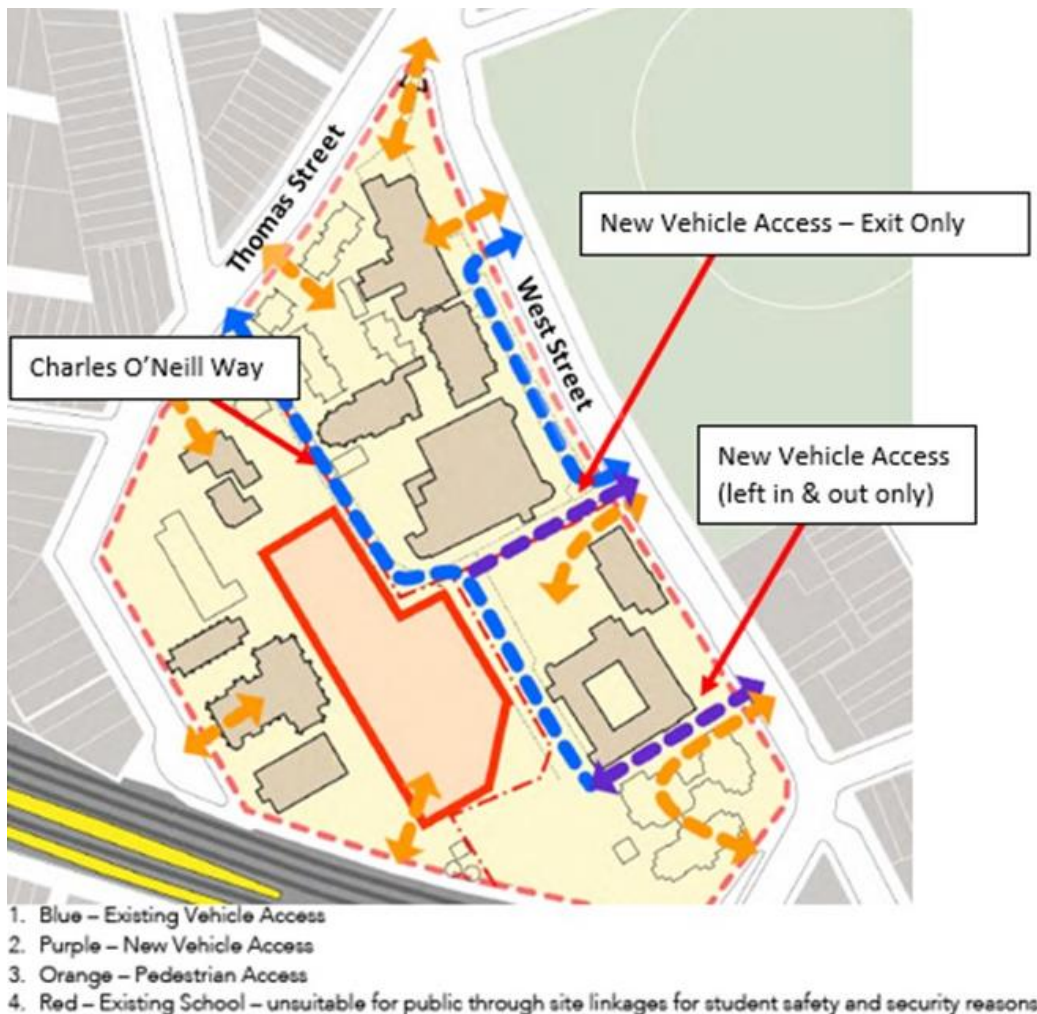 Thomas Street
New Vehicle Access – Exit Only
West Street
Charles O'Neill Way
New Vehicle Access
(left in & out only)
1. Blue – Existing Vehicle Access
2. Purple – New Vehicle Access
3. Orange – Pedestrian Access
4. Red – Existing School – unsuitable for public through site linkages for student safety and security reasons